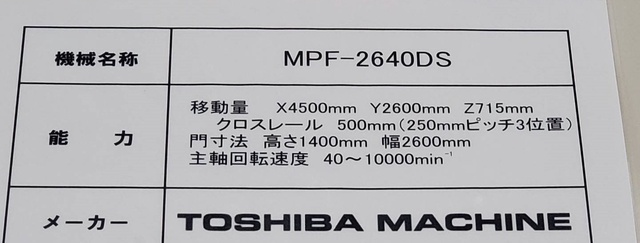 機械名称 MPF-2640DS
移動量 X4500mm Y2600mm Z715mm
クロスレール 500mm(250mmピッチ3位置)
能力 門寸法 高さ1400mm 幅2600mm
主軸回転速度 40~10000min⁻¹
メーカー TOSHIBA MACHINE